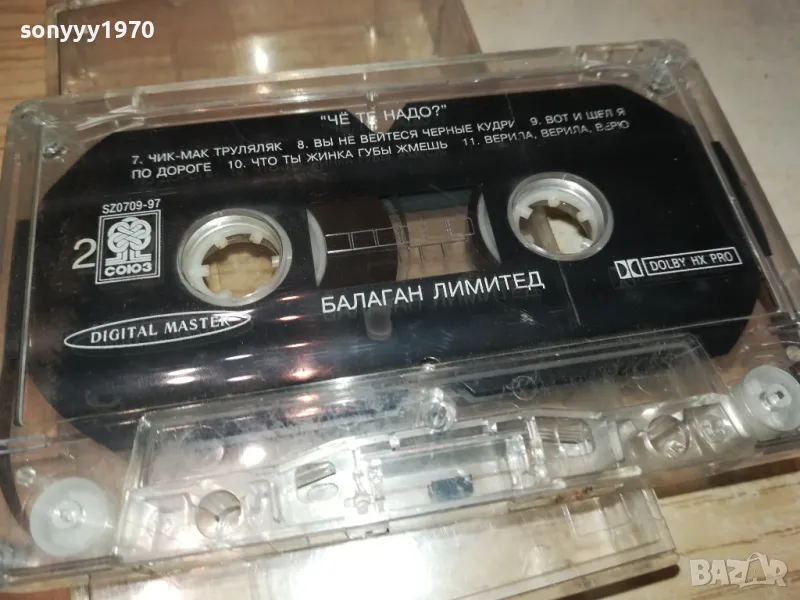 sonyyy1970
"ЧЁ ТЕ НАДО?"
7. ЧИК-МАК ТРУЛЯЛЯК 8. ВЫ НЕ ВЕЙТЕСЯ ЧЕРНЫЕ КУДРИ 9. ВОТ И ШЕЛ Я
ПО ДОРОГЕ 10. ЧТО ТЫ ЖИНКА ГУБЫ ЖМЕШЬ 11. ВЕРИЛА, ВЕРИЛА, ВЕРЮ
SZ0709-97
2
СОЮЗ
DIGITAL MASTER
БАЛАГАН ЛИМИТЕД
DOLBY HX PRO
BAZAR